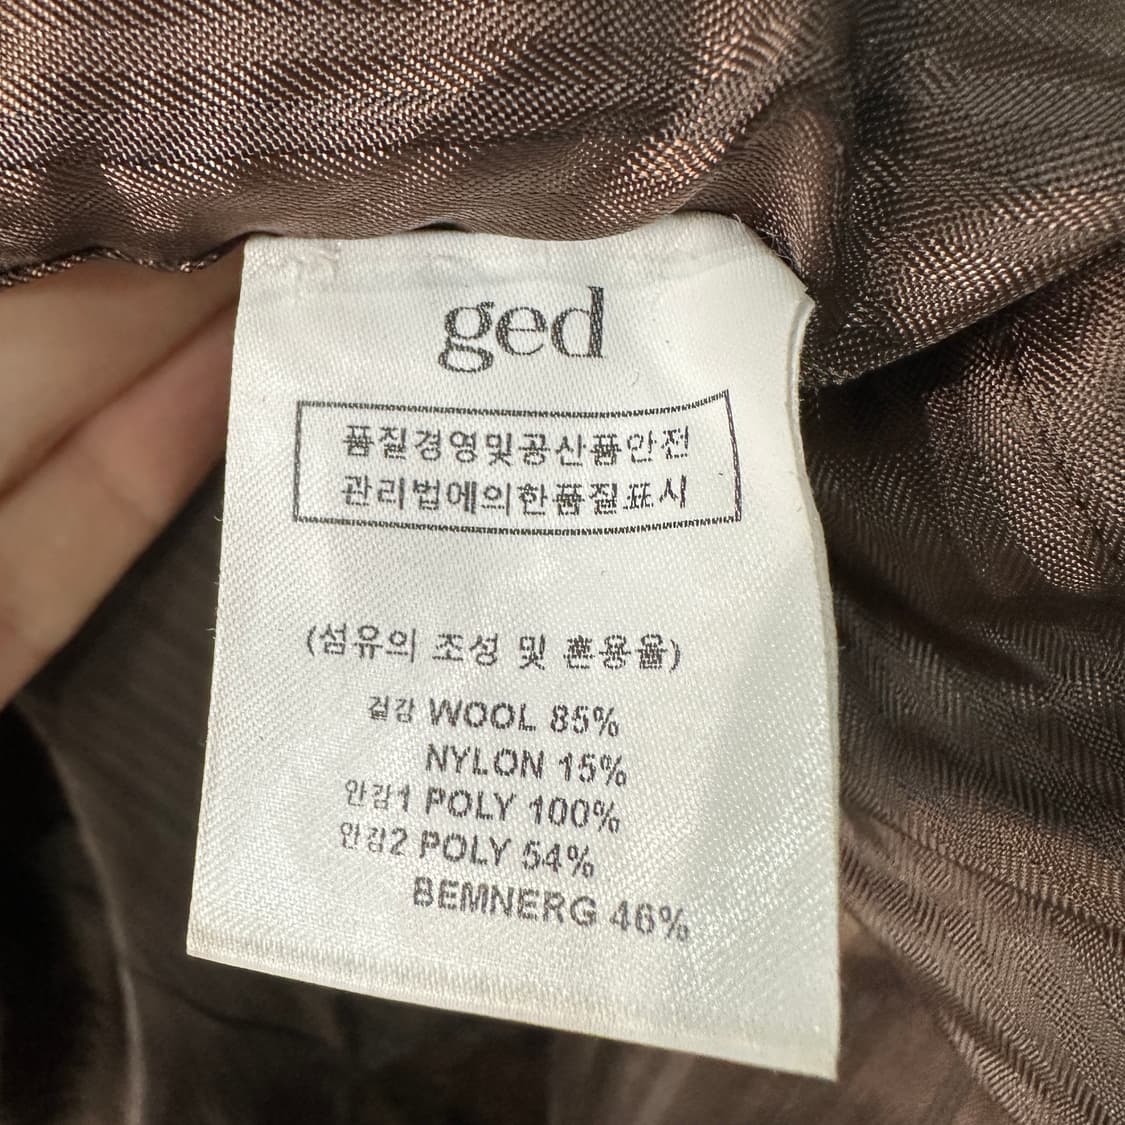 ged
품질경영및공산품안전
관리법에의한품질표시
(섬유의 조성 및 혼용율)
겉감 WOOL 85%
NYLON 15%
안감1 POLY 100%
안감2 POLY 54%
BEMNERG 46%